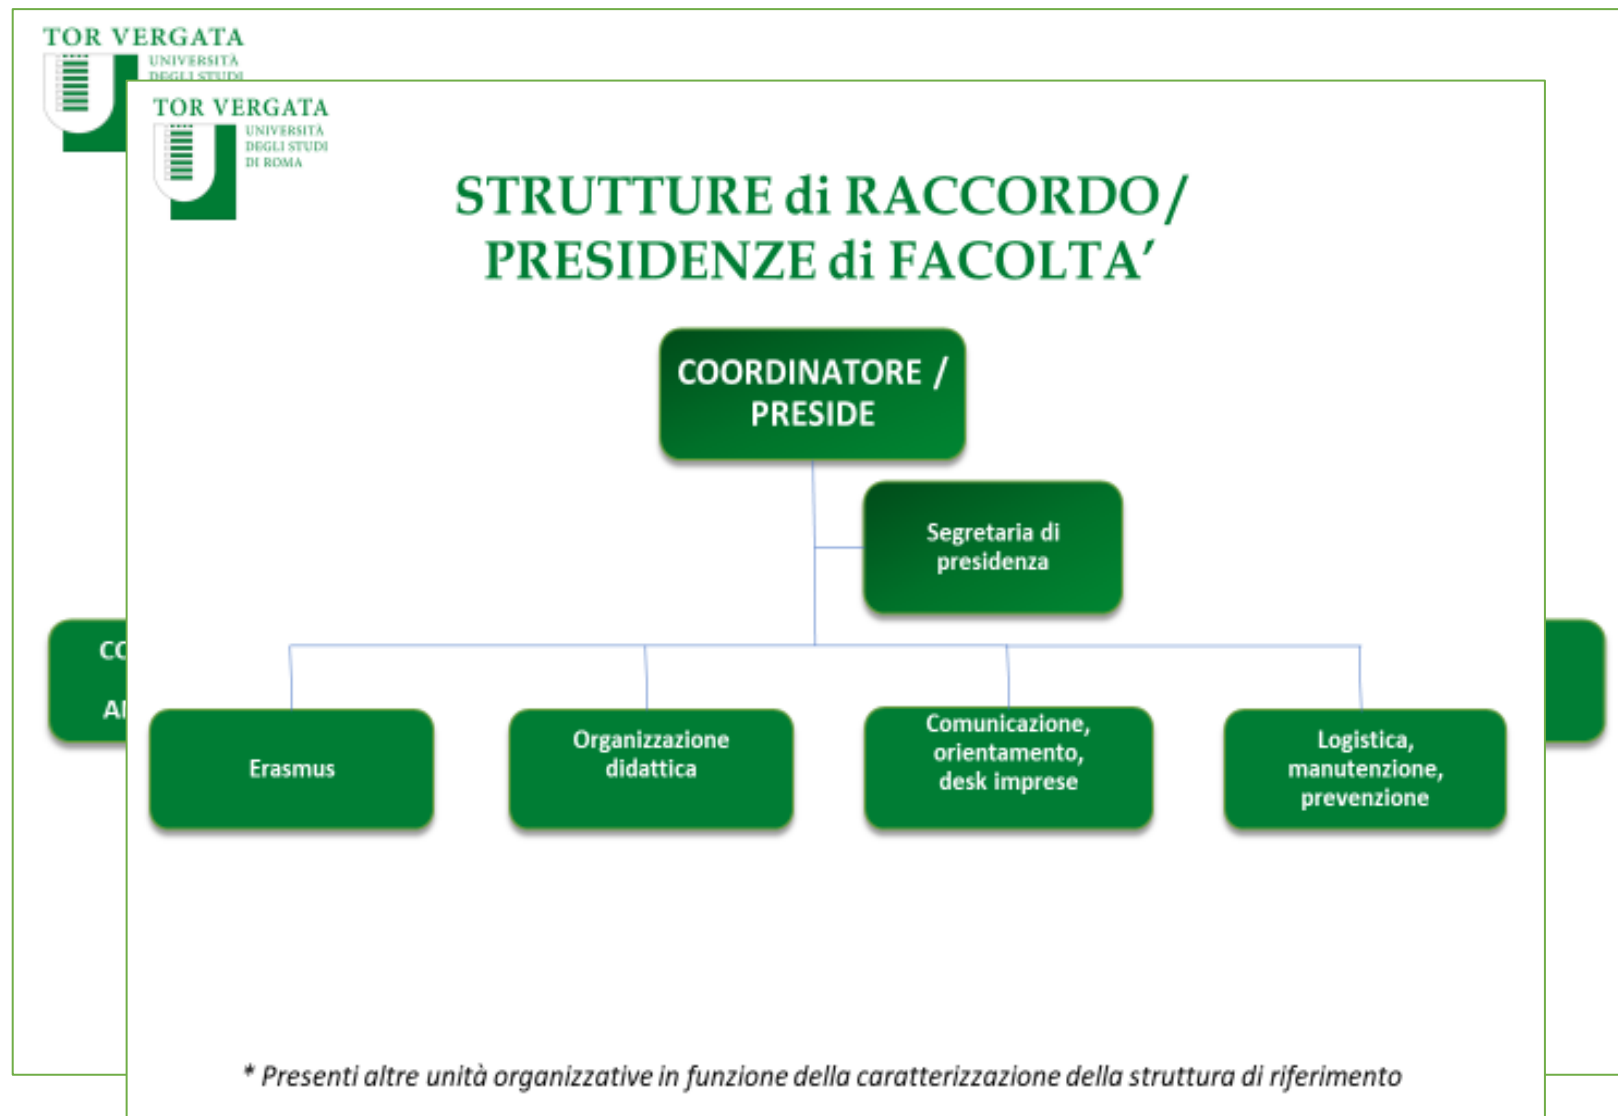 TOR VERGATA
UNIVERSITÀ
DEGLI STUDI
TOR VERGATA
UNIVERSITÀ
DEGLI STUDI
DI ROMA
STRUTTURE di RACCORDO /
PRESIDENZE di FACOLTA’
COORDINATORE /
PRESIDE
Segretaria di
presidenza
Erasmus
Organizzazione
didattica
Comunicazione,
orientamento,
desk imprese
Logistica,
manutenzione,
prevenzione
* Presenti altre unità organizzative in funzione della caratterizzazione della struttura di riferimento